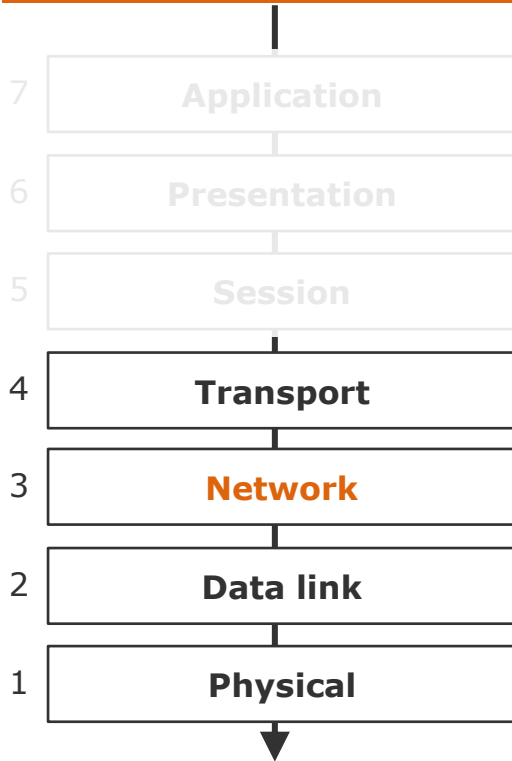 7 Application
6 Presentation
5 Session
4 Transport
3 Network
2 Data link
1 Physical